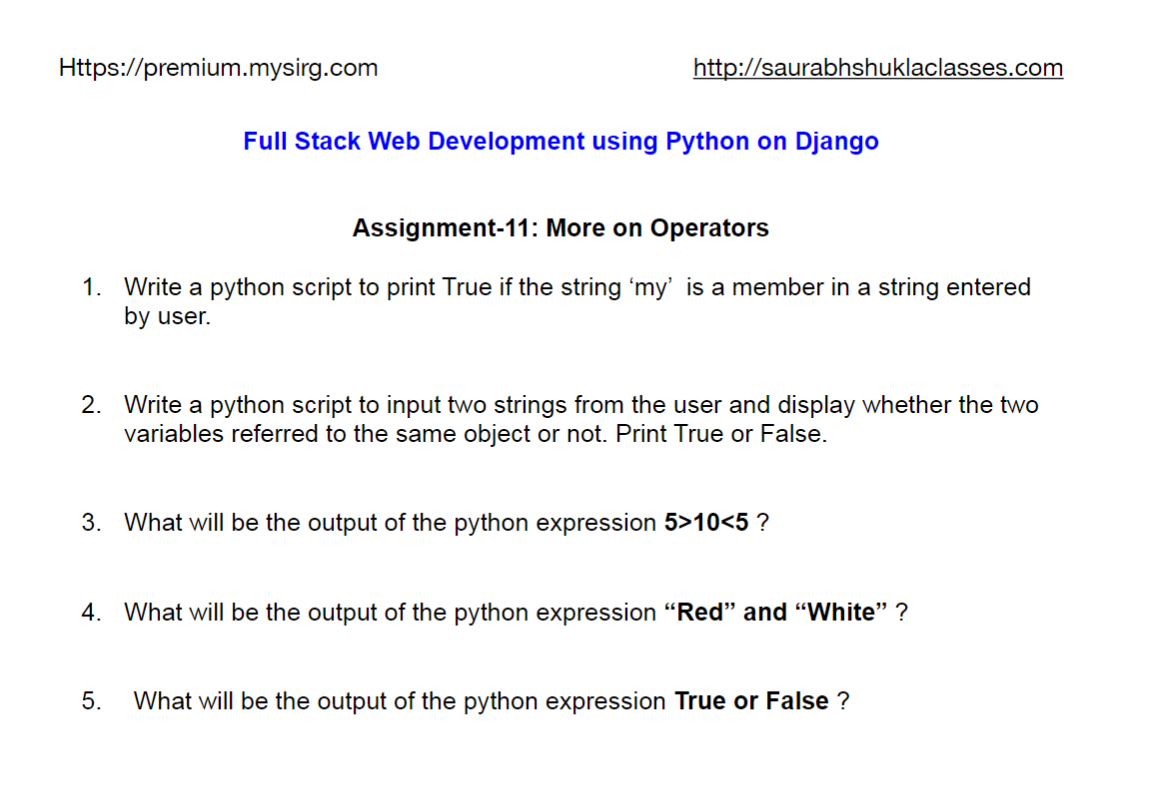 Https://premium.mysirg.com http://saurabhshuklaclasses.com
Full Stack Web Development using Python on Django
Assignment-11: More on Operators
1. Write a python script to print True if the string ‘my’ is a member in a string entered
by user.
2. Write a python script to input two strings from the user and display whether the two
variables referred to the same object or not. Print True or False.
3. What will be the output of the python expression 5>10<5 ?
4. What will be the output of the python expression “Red” and “White” ?
5. What will be the output of the python expression True or False ?